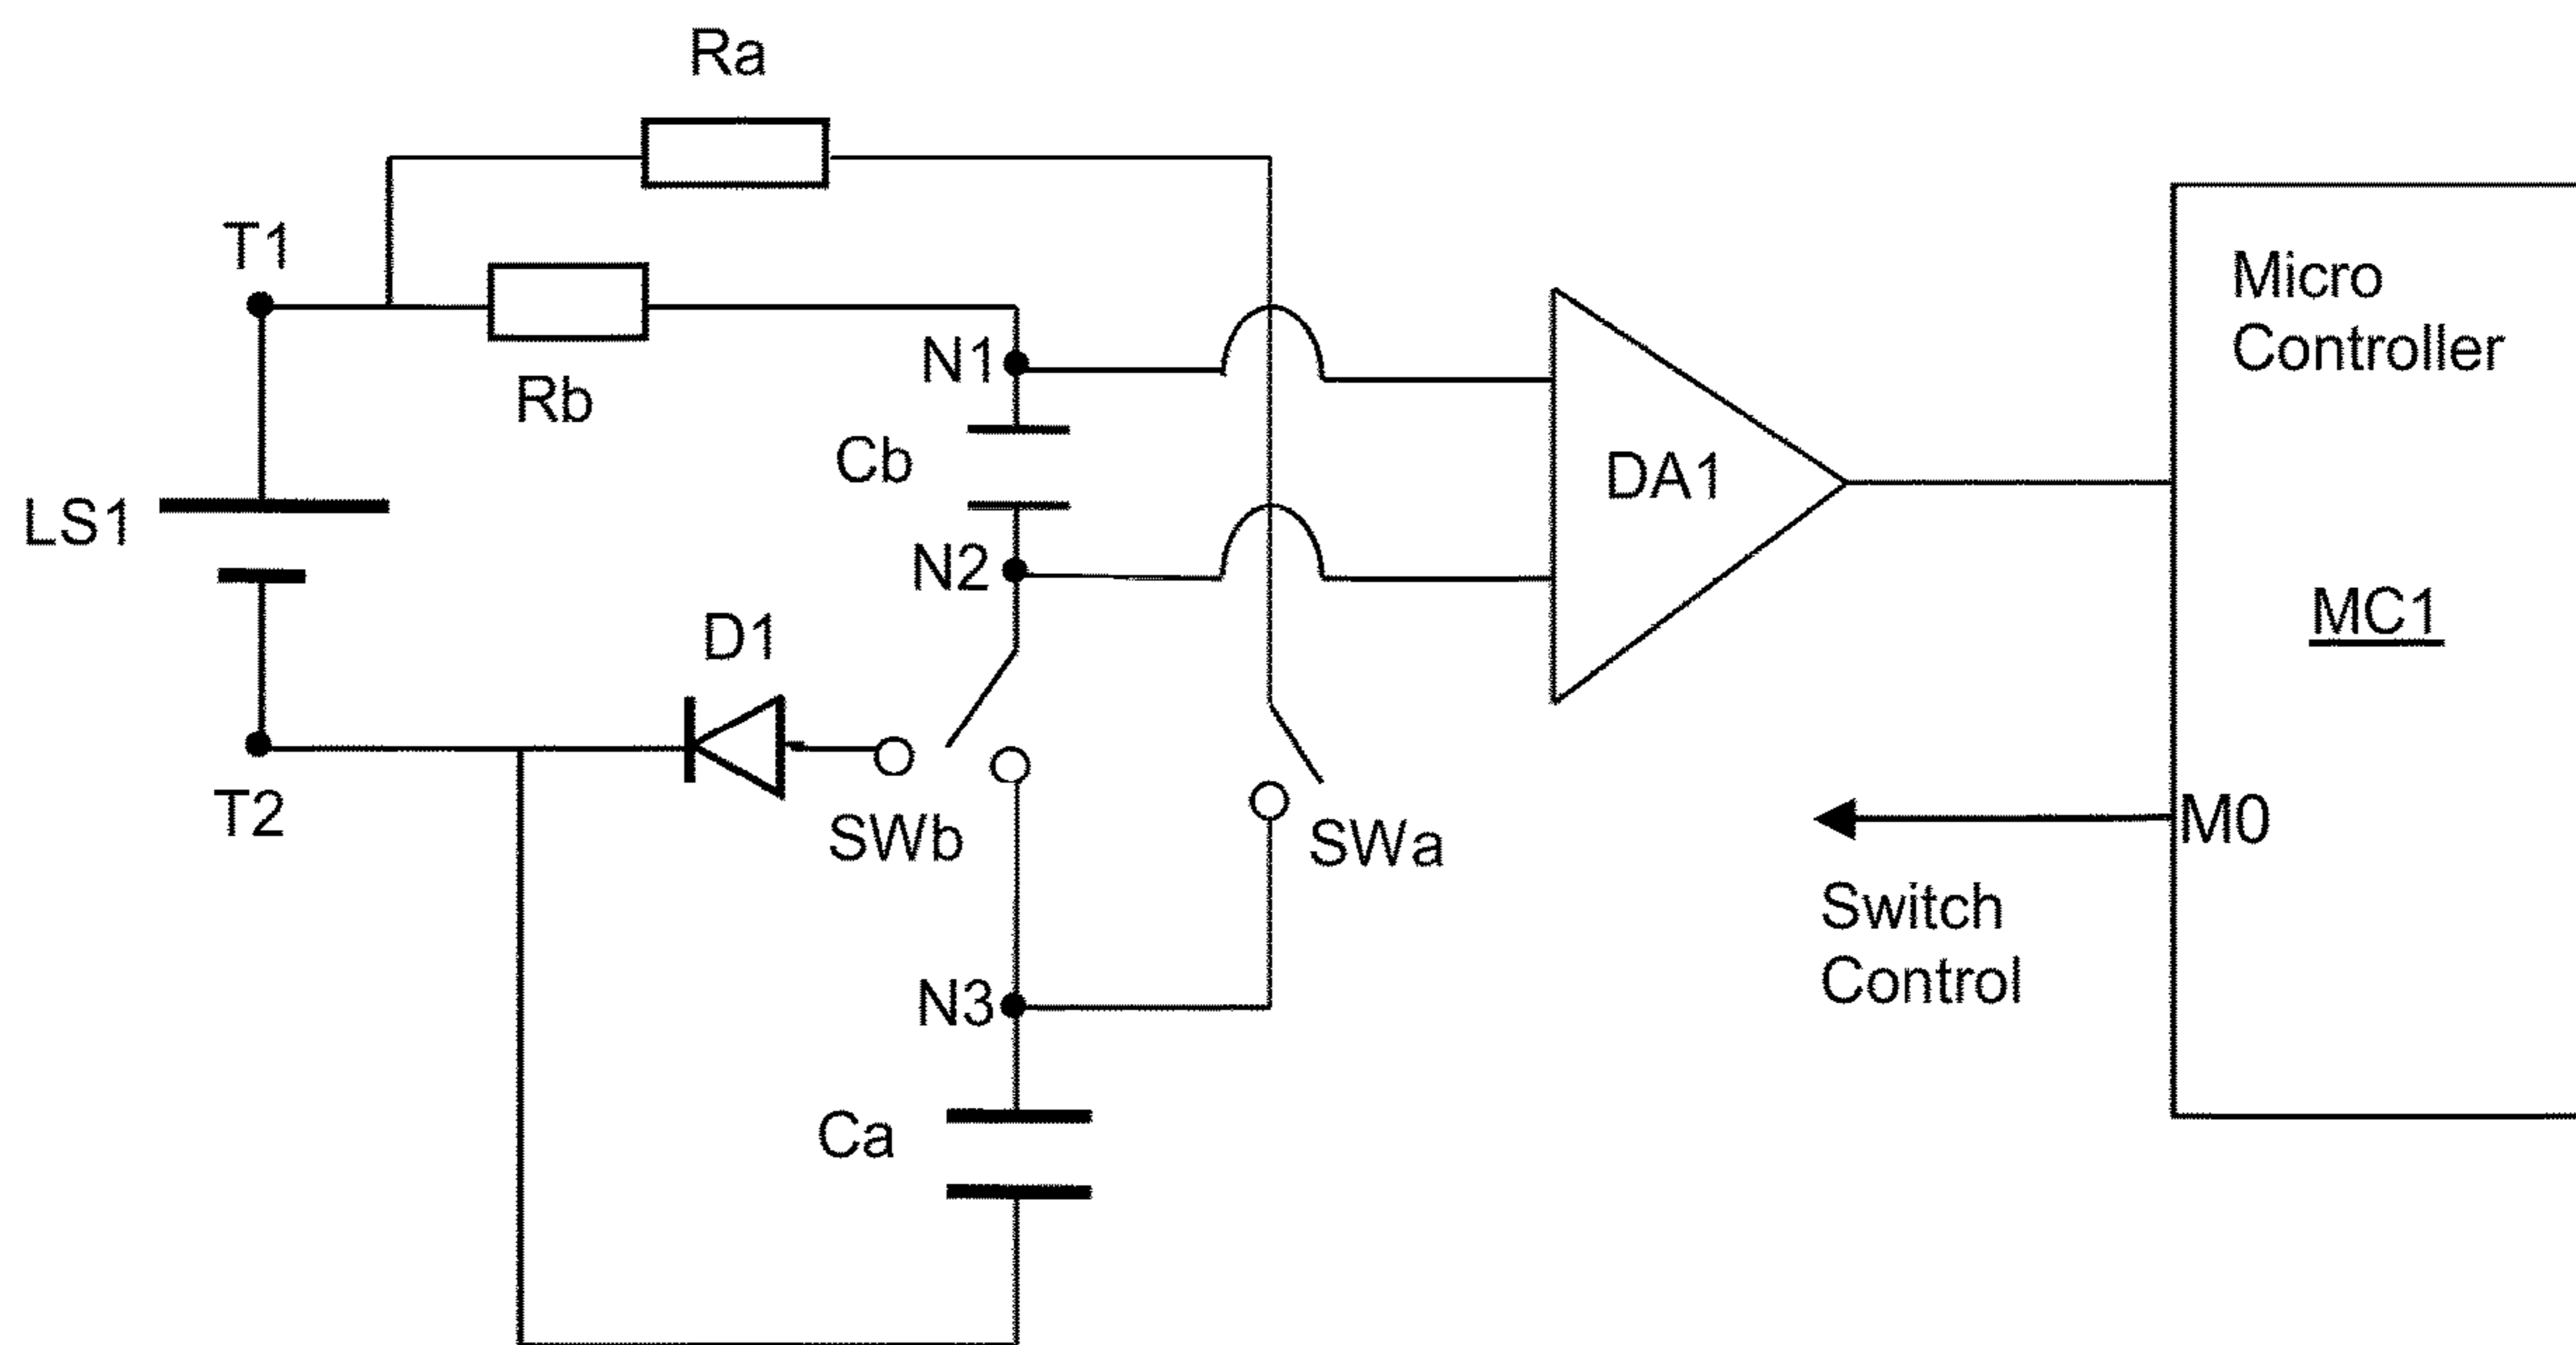 Ra
T1
Rb
N1
Cb
DA1
Micro
Controller
LS1
N2
MC1
D1
T2
SWb
SWa
M0
Switch
Control
N3
Ca